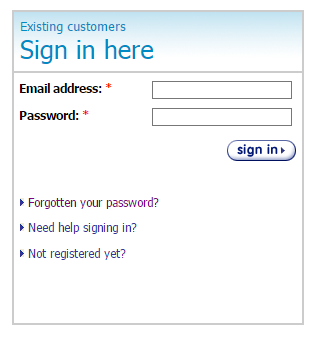 Existing customers
Sign in here
Email address: *
Password: *
sign in
Forgotten your password?
Need help signing in?
Not registered yet?